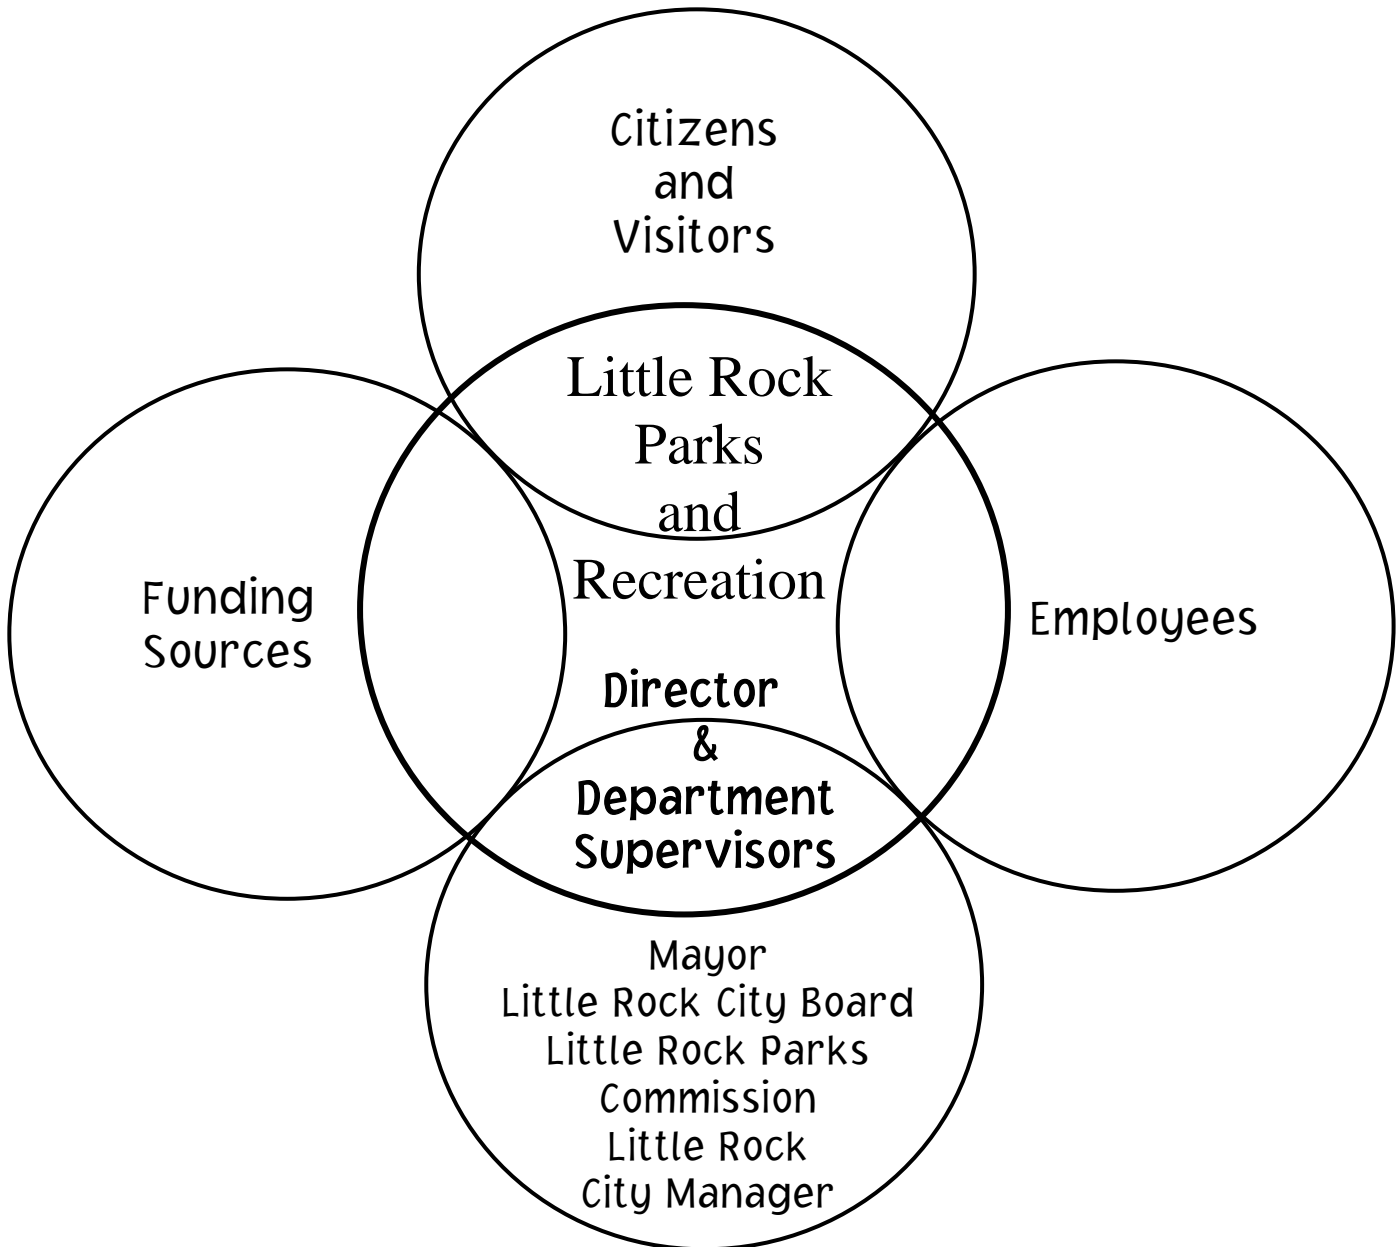 Citizens
and
Visitors
Little Rock
Parks
and
Recreation
Funding
Sources
Employees
Director
&
Department
Supervisors
Mayor
Little Rock City Board
Little Rock Parks
Commission
Little Rock
City Manager